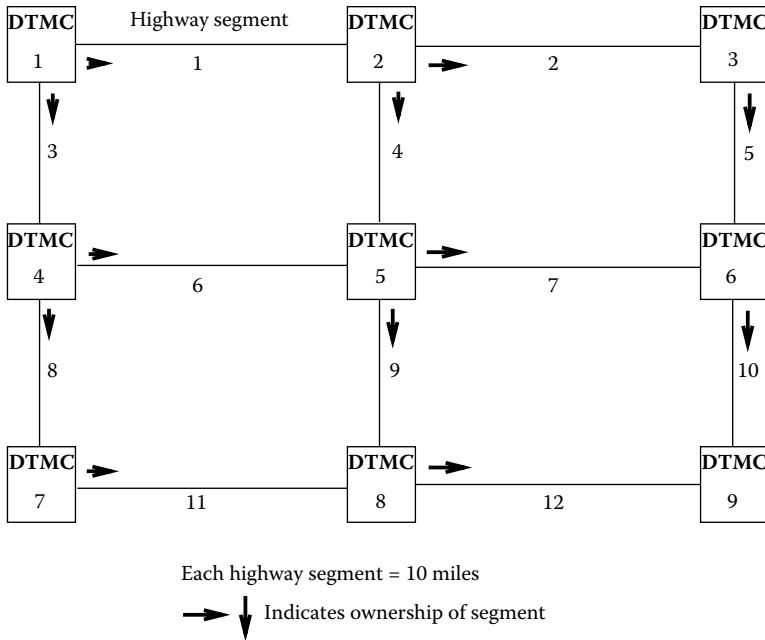 DTMC
1
Highway segment
1
DTMC
2
2
DTMC
3
3
4
5
DTMC
4
6
DTMC
5
7
DTMC
6
8
9
10
DTMC
7
11
DTMC
8
12
DTMC
9
Each highway segment = 10 miles
Indicates ownership of segment